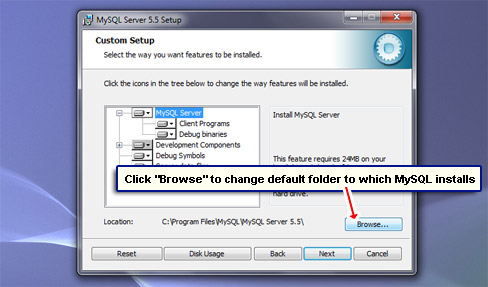 MySQL Server 5.5 Setup
Custom Setup
Select the way you want features to be installed.
Click the icons in the tree below to change the way features will be installed.
MySQL Server
Client Programs
Debug binaries
Development Components
Debug Symbols
Install MySQL Server
This feature requires 24MB on your
Click "Browse" to change default folder to which MySQL installs
hard drive.
Location:
C:\Program Files\MySQL\MySQL Server 5.5\
Browse...
Reset
Disk Usage
Back
Next
Cancel